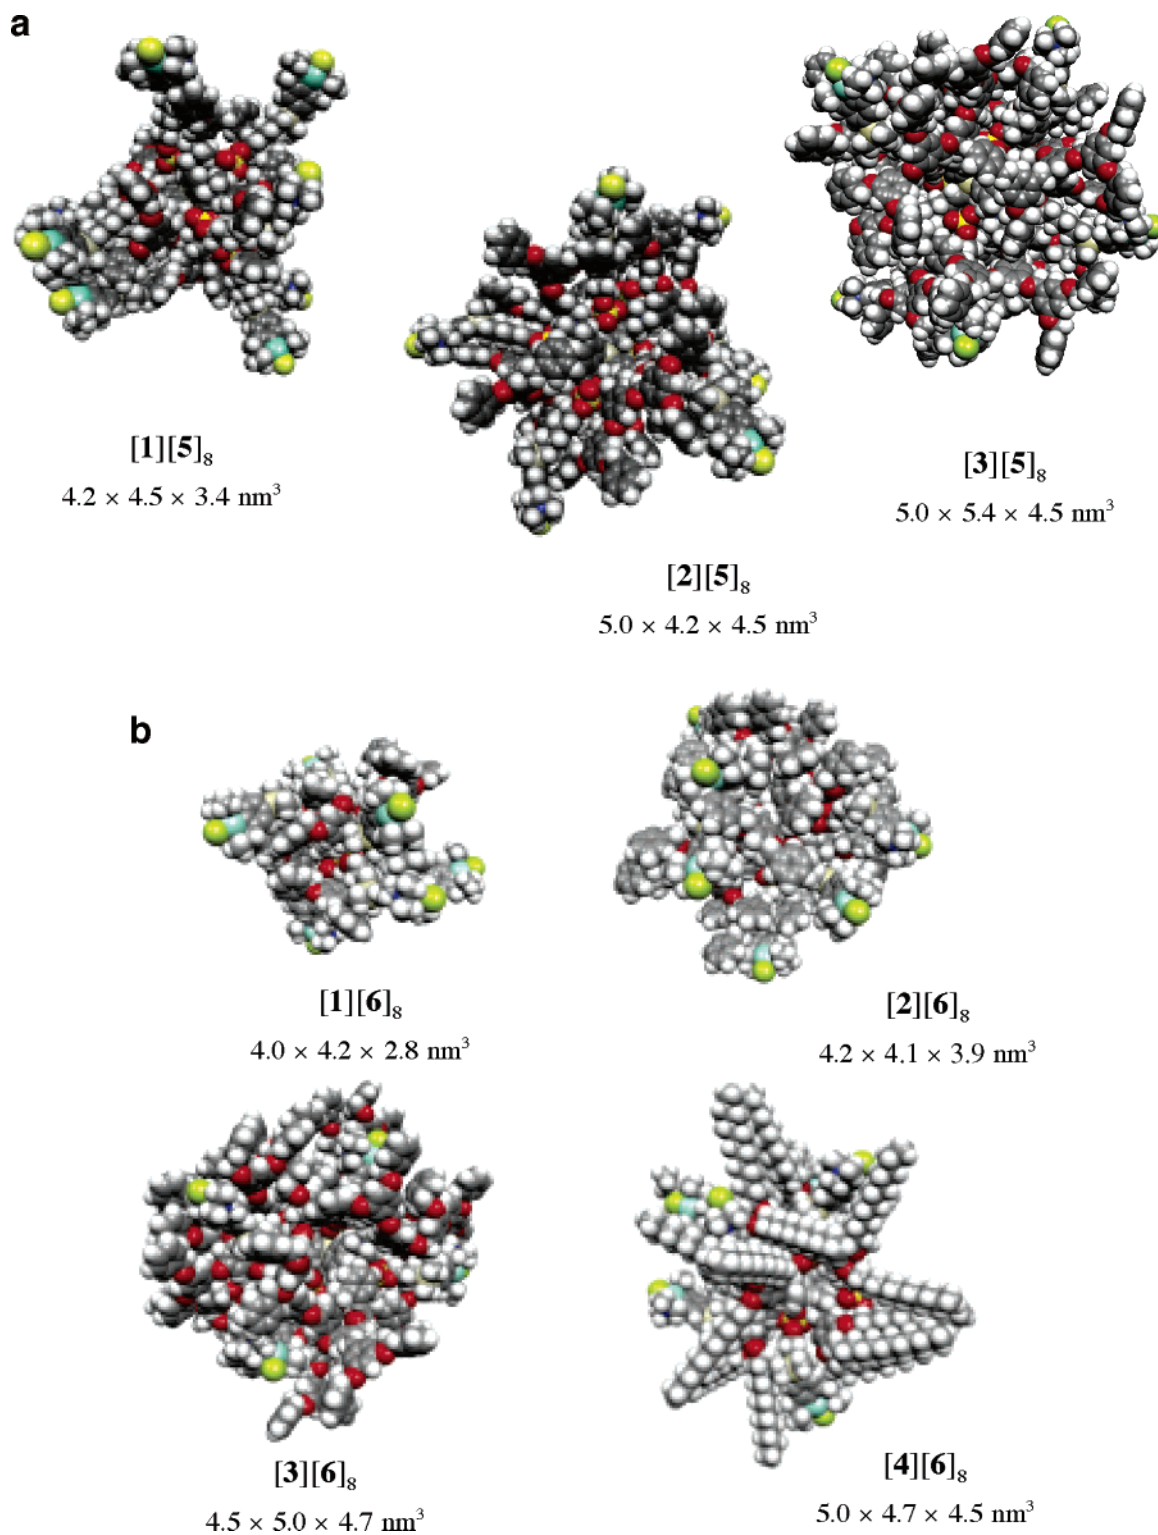 a
[1][5]₈
4.2 × 4.5 × 3.4 nm³
[3][5]₈
5.0 × 5.4 × 4.5 nm³
[2][5]₈
5.0 × 4.2 × 4.5 nm³
b
[1][6]₈
4.0 × 4.2 × 2.8 nm³
[2][6]₈
4.2 × 4.1 × 3.9 nm³
[3][6]₈
4.5 × 5.0 × 4.7 nm³
[4][6]₈
5.0 × 4.7 × 4.5 nm³